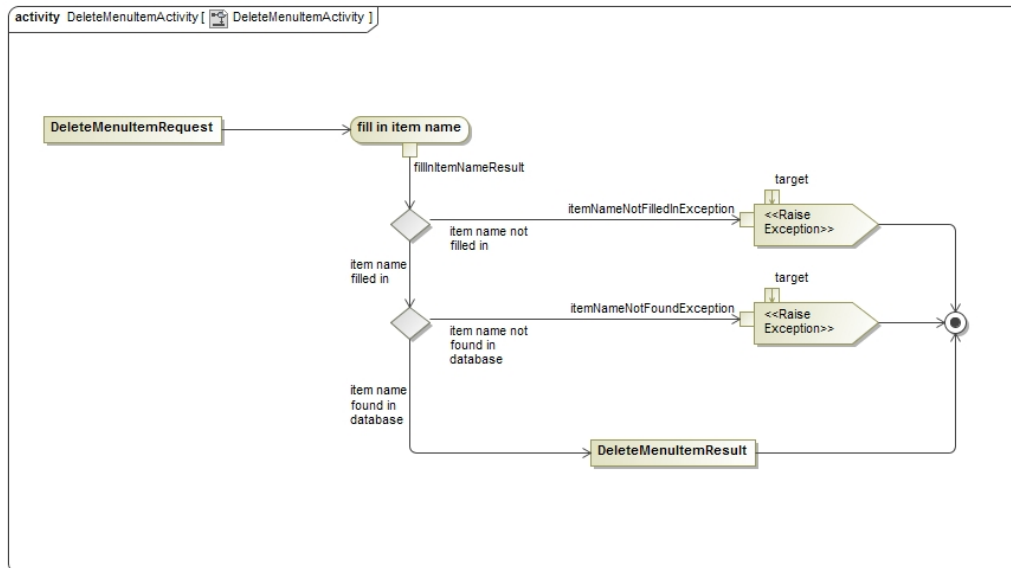 activity DeleteMenuItemActivity [ DeleteMenuItemActivity ]
DeleteMenuItemRequest
fill in item name
fillInItemNameResult
target
itemNameNotFilledInException
<<Raise
Exception>>
item name not
filled in
item name
filled in
target
itemNameNotFoundException
<<Raise
Exception>>
item name not
found in
database
item name
found in
database
DeleteMenuItemResult